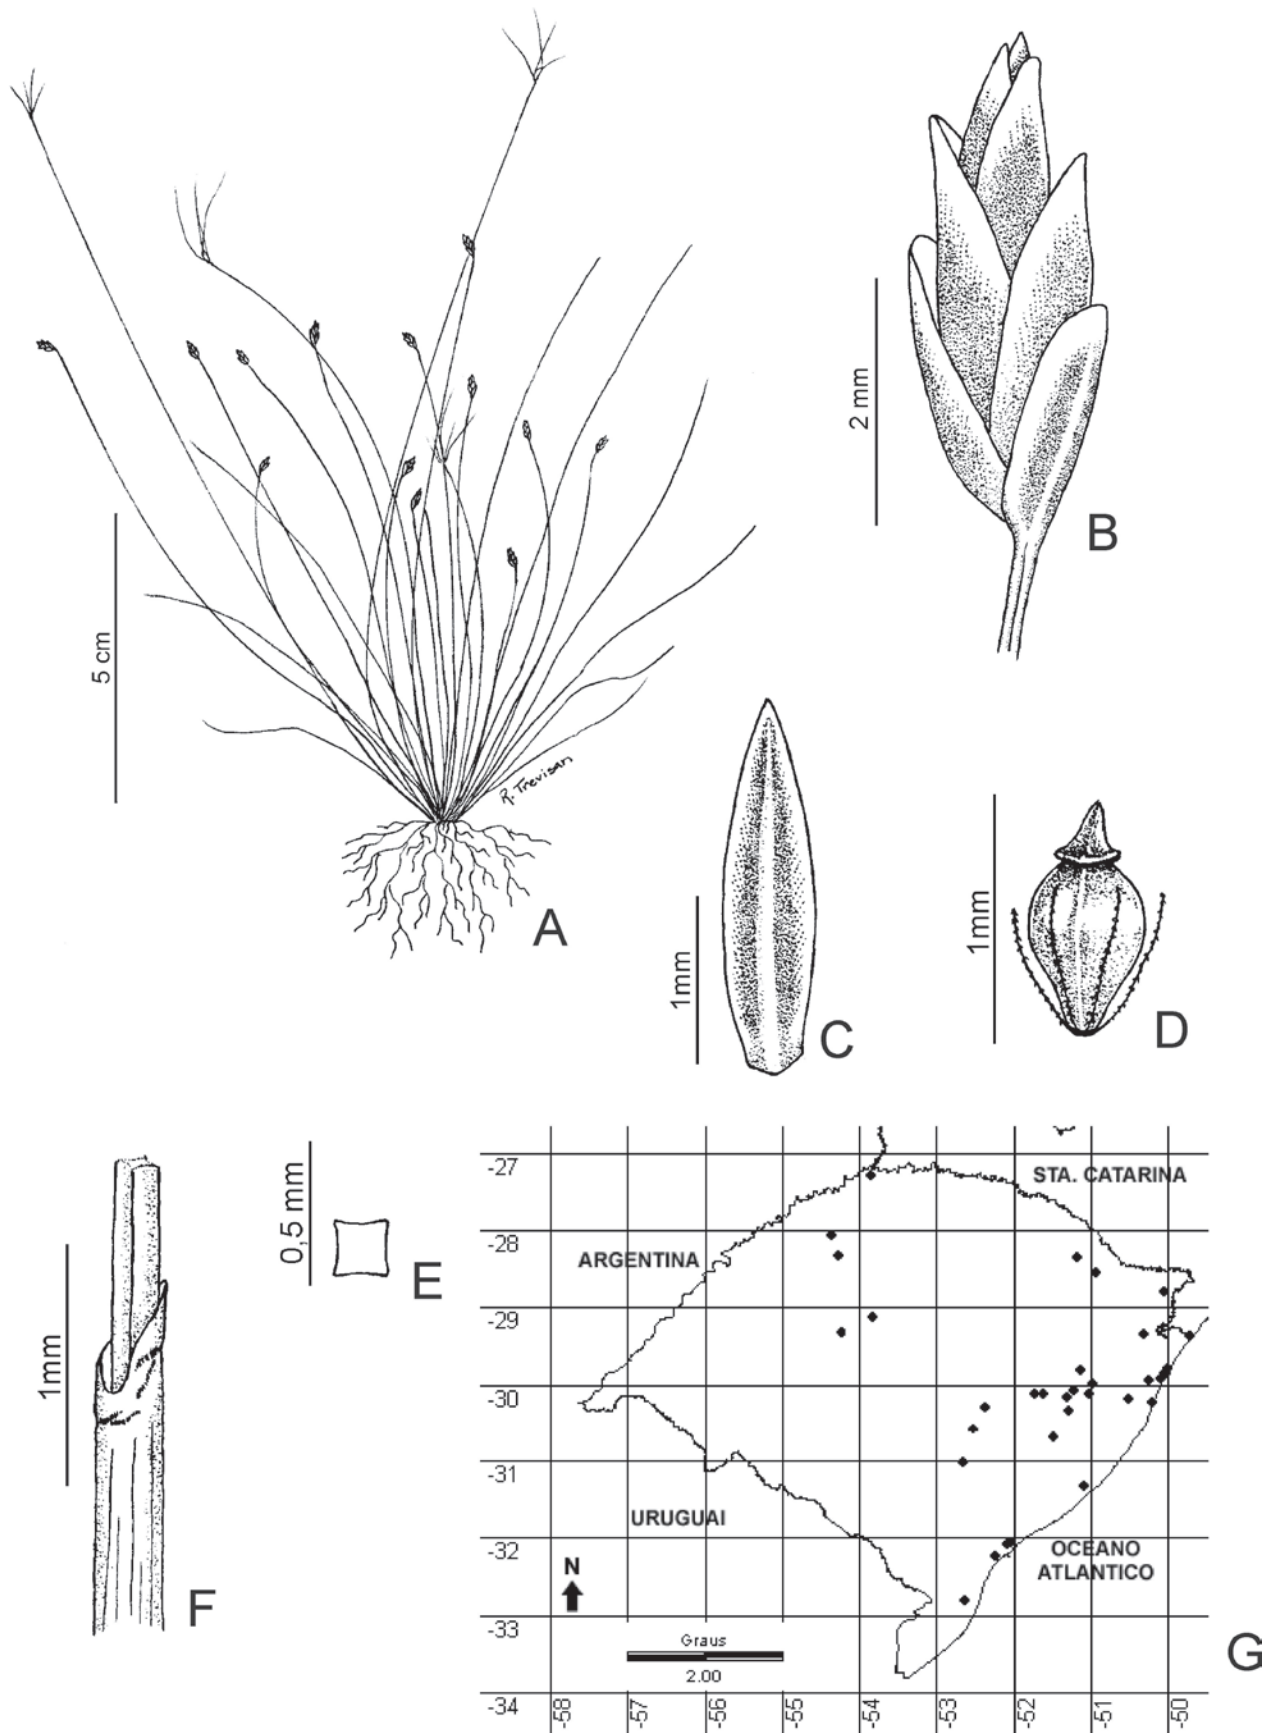 B
2 mm
5 cm
R. Trevisan
A
1mm
C
1mm
D
1mm
F
0,5 mm
E
-27
-28
-29
-30
-31
-32
-33
-34
STA. CATARINA
ARGENTINA
URUGUAI
OCEANO
ATLANTICO
N
Graus
2.00
-58
-57
-56
-55
-54
-53
-52
-51
-50
G